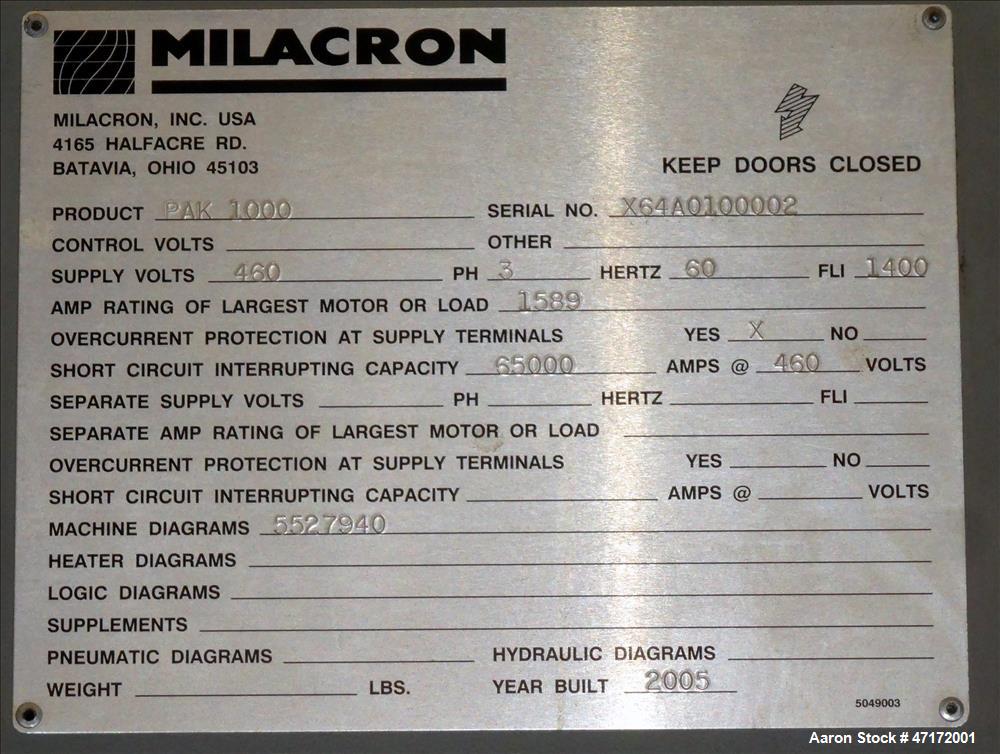 MILACRON
MILACRON, INC. USA
4165 HALFACRE RD.
BATAVIA, OHIO 45103
KEEP DOORS CLOSED
PRODUCT PAK 1000 SERIAL NO. X64A0100002
CONTROL VOLTS OTHER
SUPPLY VOLTS 460 PH 3 HERTZ 60 FLI 1400
AMP RATING OF LARGEST MOTOR OR LOAD 1589
OVERCURRENT PROTECTION AT SUPPLY TERMINALS YES X NO
SHORT CIRCUIT INTERRUPTING CAPACITY 65000 AMPS @ 460 VOLTS
SEPARATE SUPPLY VOLTS PH HERTZ FLI
SEPARATE AMP RATING OF LARGEST MOTOR OR LOAD
OVERCURRENT PROTECTION AT SUPPLY TERMINALS YES NO
SHORT CIRCUIT INTERRUPTING CAPACITY AMPS @ VOLTS
MACHINE DIAGRAMS 5527940
HEATER DIAGRAMS
LOGIC DIAGRAMS
SUPPLEMENTS
PNEUMATIC DIAGRAMS HYDRAULIC DIAGRAMS
WEIGHT LBS. YEAR BUILT 2005
5049003
Aaron Stock # 47172001